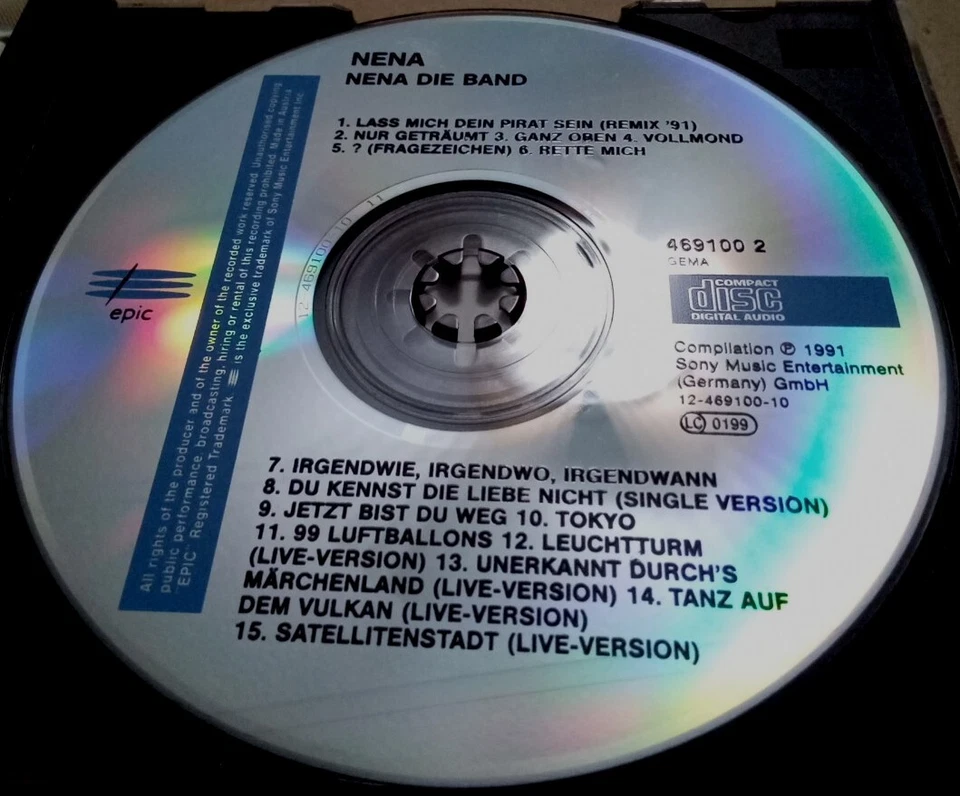 NENA
NENA DIE BAND
1. LASS MICH DEIN PIRAT SEIN (REMIX '91)
2. NUR GETRÄUMT 3. GANZ OBEN 4. VOLLMOND
5. ? (FRAGEZEICHEN) 6. RETTE MICH
469100 2
GEMA
COMPACT
disc
DIGITAL AUDIO
Compilation ℗ 1991
Sony Music Entertainment
(Germany) GmbH
12-469100-10
LC 0199
epic
All rights of the producer and of the owner of the recorded work reserved. Unauthorised copying,
public performance, broadcasting, hiring or rental of this recording prohibited. Made in Austria
"EPIC" Registered Trademark. is the exclusive trademark of Sony Music Entertainment Inc.
12 469100 10 11
7. IRGENDWIE, IRGENDWO, IRGENDWANN
8. DU KENNST DIE LIEBE NICHT (SINGLE VERSION)
9. JETZT BIST DU WEG 10. TOKYO
11. 99 LUFTBALLONS 12. LEUCHTTURM
(LIVE-VERSION) 13. UNERKANNT DURCH'S
MÄRCHENLAND (LIVE-VERSION) 14. TANZ AUF
DEM VULKAN (LIVE-VERSION)
15. SATELLITENSTADT (LIVE-VERSION)